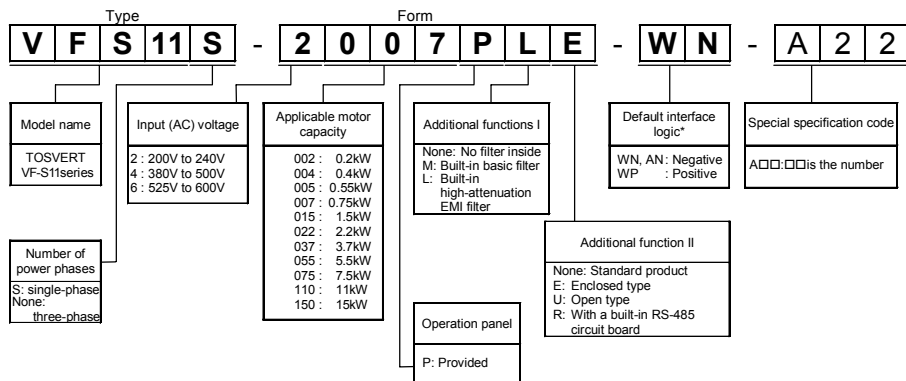 Type
Form
V F S 11 S - 2 0 0 7 P L E - W N - A 2 2
Model name
TOSVERT
VF-S11series
Number of
power phases
S: single-phase
None:
three-phase
Input (AC) voltage
2 : 200V to 240V
4 : 380V to 500V
6 : 525V to 600V
Applicable motor
capacity
002 : 0.2kW
004 : 0.4kW
005 : 0.55kW
007 : 0.75kW
015 : 1.5kW
022 : 2.2kW
037 : 3.7kW
055 : 5.5kW
075 : 7.5kW
110 : 11kW
150 : 15kW
Operation panel
P: Provided
Additional functions I
None: No filter inside
M: Built-in basic filter
L: Built-in
high-attenuation
EMI filter
Additional function II
None: Standard product
E: Enclosed type
U: Open type
R: With a built-in RS-485
circuit board
Default interface
logic*
WN, AN : Negative
WP : Positive
Special specification code
A□□:□□is the number